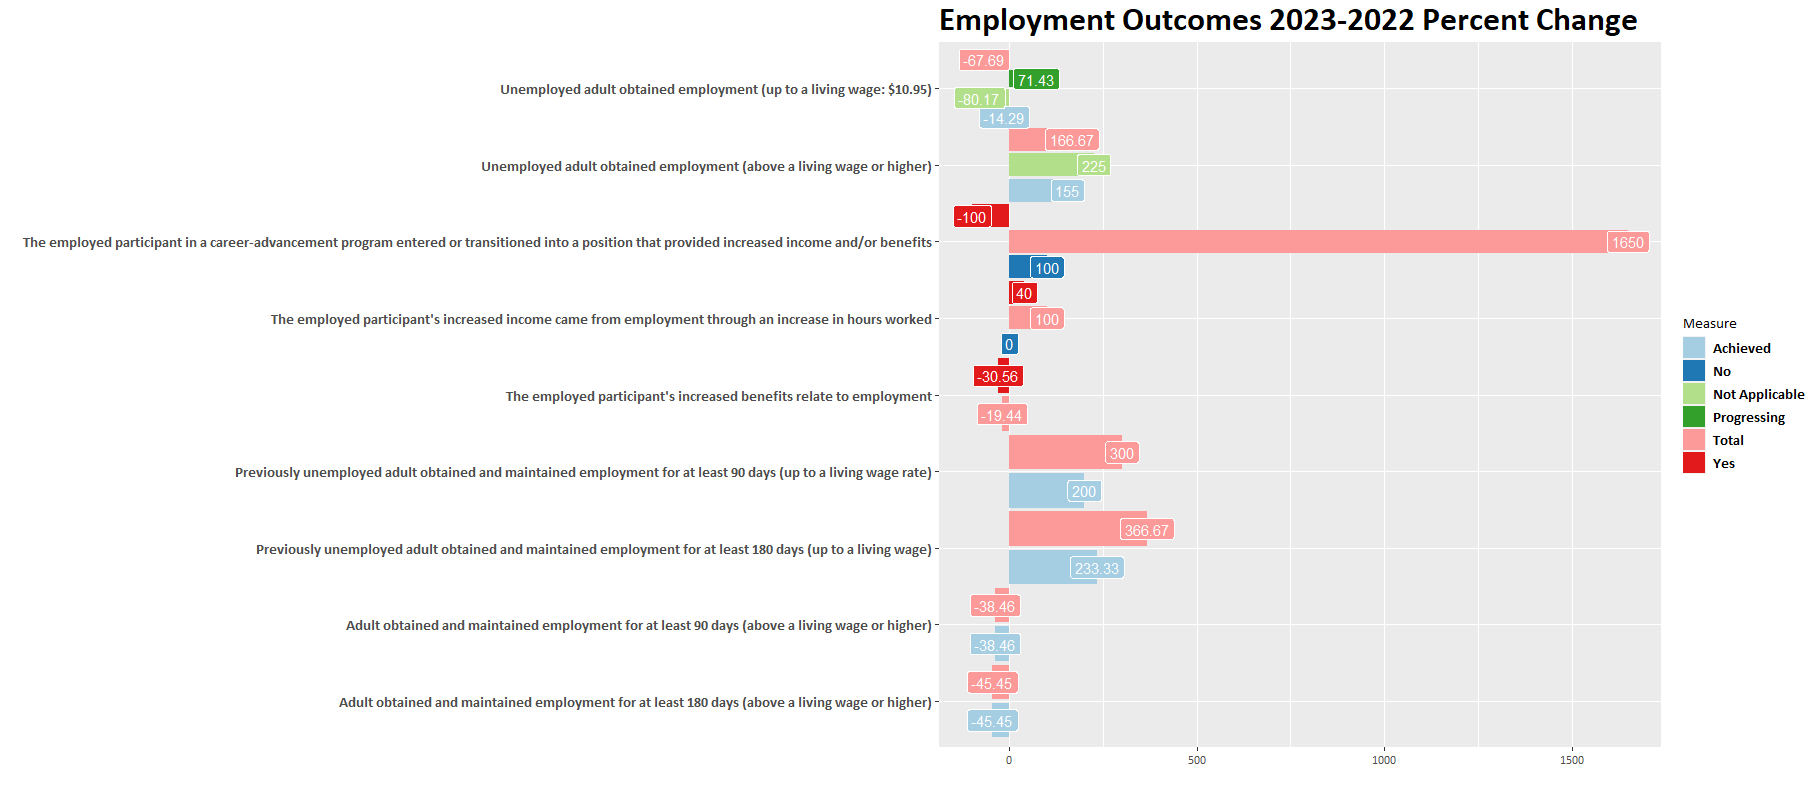 Employment Outcomes 2023-2022 Percent Change
Unemployed adult obtained employment (up to a living wage: $10.95)
-67.69
71.43
-80.17
-14.29
Unemployed adult obtained employment (above a living wage or higher)
166.67
225
155
The employed participant in a career-advancement program entered or transitioned into a position that provided increased income and/or benefits
-100
1650
100
The employed participant's increased income came from employment through an increase in hours worked
40
100
0
The employed participant's increased benefits relate to employment
-30.56
-19.44
Previously unemployed adult obtained and maintained employment for at least 90 days (up to a living wage rate)
300
200
Previously unemployed adult obtained and maintained employment for at least 180 days (up to a living wage)
366.67
233.33
Adult obtained and maintained employment for at least 90 days (above a living wage or higher)
-38.46
-38.46
Adult obtained and maintained employment for at least 180 days (above a living wage or higher)
-45.45
-45.45
0
500
1000
1500
Measure
Achieved
No
Not Applicable
Progressing
Total
Yes